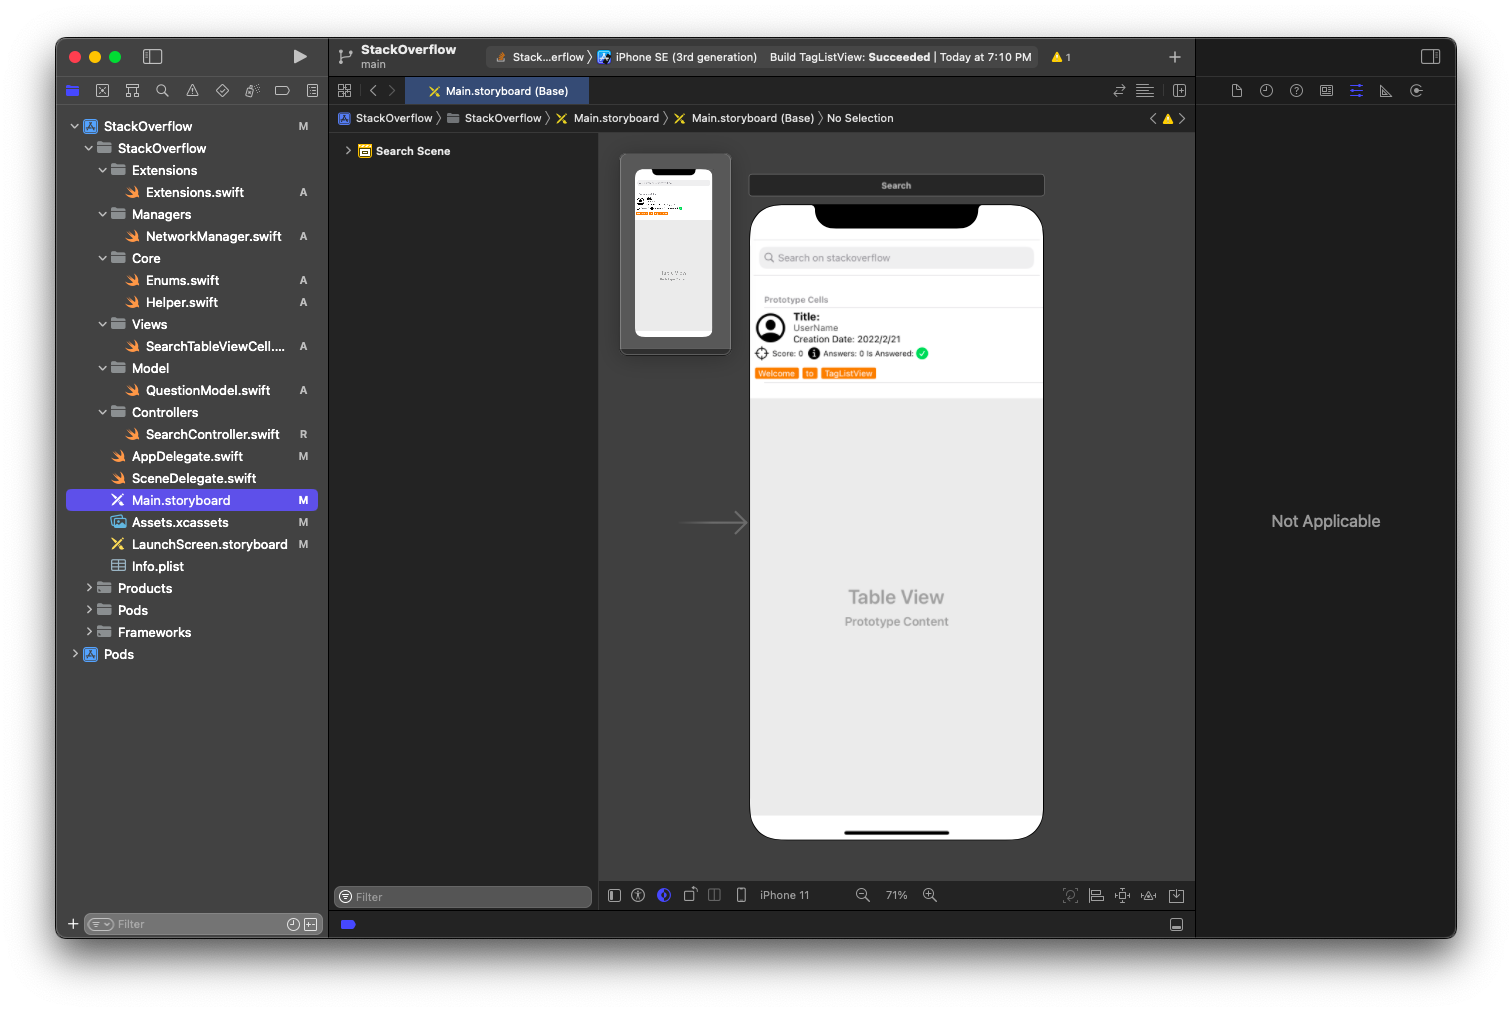 StackOverflow
main
Stack...erflow
iPhone SE (3rd generation)
Build TagListView: Succeeded | Today at 7:10 PM
1
Main.storyboard (Base)
StackOverflow
StackOverflow
Main.storyboard
Main.storyboard (Base)
No Selection
StackOverflow M
StackOverflow
Extensions
Extensions.swift A
Managers
NetworkManager.swift A
Core
Enums.swift A
Helper.swift A
Views
SearchTableViewCell.... A
Model
QuestionModel.swift A
Controllers
SearchController.swift R
AppDelegate.swift M
SceneDelegate.swift
Main.storyboard M
Assets.xcassets M
LaunchScreen.storyboard M
Info.plist
Products
Pods
Frameworks
Pods
Filter
Search Scene
Filter
Table View
Search
Search on stackoverflow
Prototype Cells
Title:
UserName
Creation Date: 2022/2/21
Score: 0 Answers: 0 Is Answered:
Welcome to TagListView
Table View
Prototype Content
iPhone 11
71%
Not Applicable